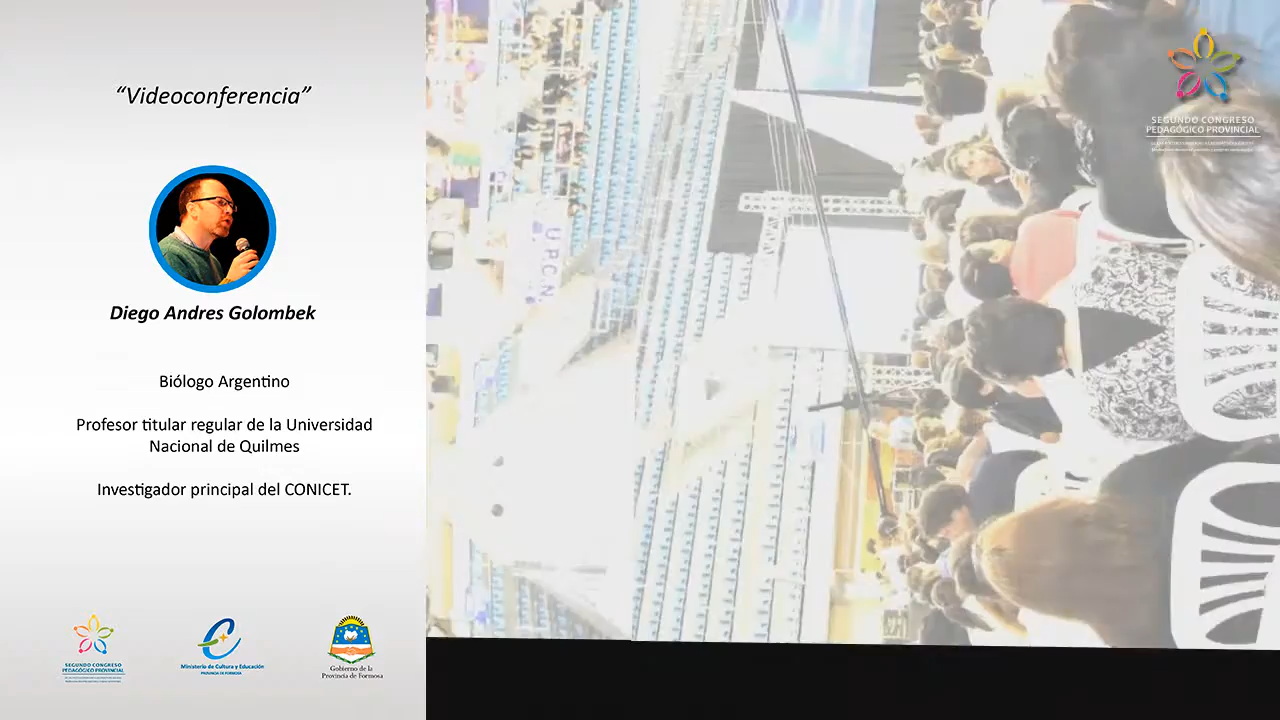 “Videoconferencia”
Diego Andres Golombek
Biólogo Argentino
Profesor titular regular de la Universidad
Nacional de Quilmes
Investigador principal del CONICET.
SEGUNDO CONGRESO
PEDAGÓGICO PROVINCIAL
Ministerio de Cultura y Educación
PROVINCIA DE FORMOSA
Gobierno de la
Provincia de Formosa
UPCN
SEGUNDO CONGRESO
PEDAGÓGICO PROVINCIAL